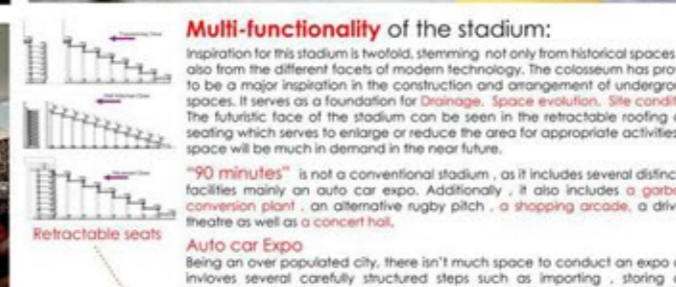 Multi-functionality of the stadium:
Inspiration for this stadium is twofold, stemming not only from historical spaces
also from the different facets of modern technology. The colosseum has pro
to be a major inspiration in the construction and arrangement of undergrou
spaces. It serves as a foundation for Drainage, Space evolution, Site condit
The futuristic face of the stadium can be seen in the retractable roofing
seating which serves to enlarge or reduce the area for appropriate activities
space will be much in demand in the near future.
"90 minutes" is not a conventional stadium , as it includes several distinc
facilities mainly an auto car expo. Additionally , it also includes a garba
conversion plant , an alternative rugby pitch , a shopping arcade, a driv
theatre as well as a concert hall.
Retractable seats
Auto car Expo
Being an over populated city, there isn't much space to conduct an expo
invloves several carefully structured steps such as importing , storing